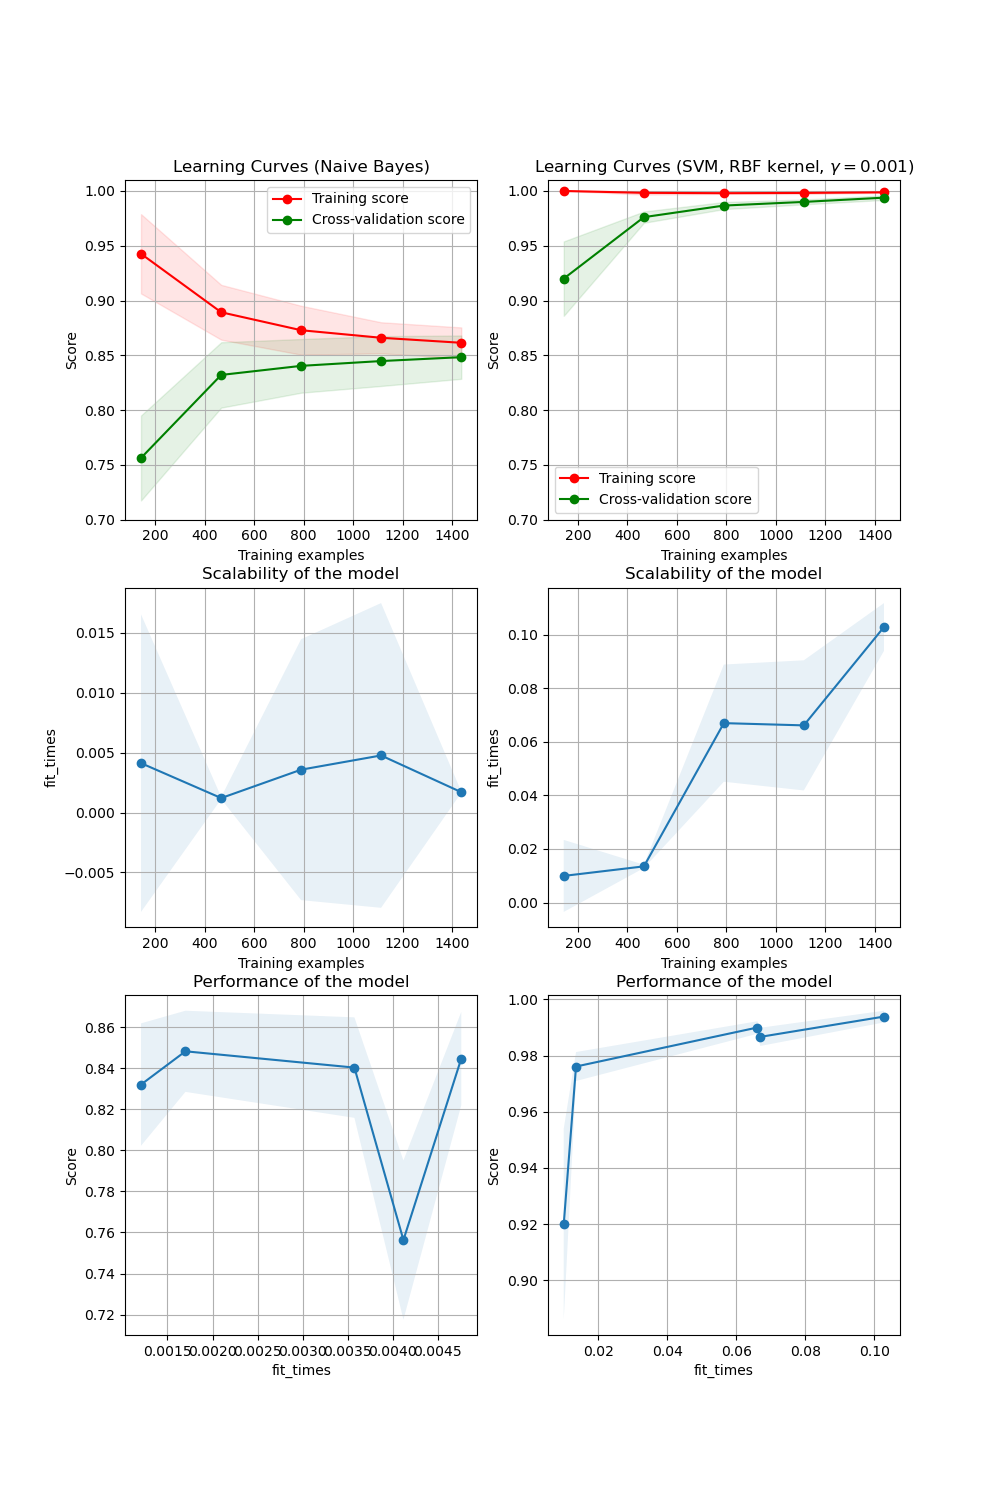 Learning Curves (Naive Bayes)
Learning Curves (SVM, RBF kernel, γ = 0.001)
1.00
0.95
0.90
0.85
0.80
0.75
0.70
Score
Training score
Cross-validation score
200 400 600 800 1000 1200 1400
Training examples
1.00
0.95
0.90
0.85
0.80
0.75
0.70
Score
Training score
Cross-validation score
200 400 600 800 1000 1200 1400
Training examples
Scalability of the model
0.015
0.010
0.005
0.000
−0.005
fit_times
200 400 600 800 1000 1200 1400
Training examples
Scalability of the model
0.10
0.08
0.06
0.04
0.02
0.00
fit_times
200 400 600 800 1000 1200 1400
Training examples
Performance of the model
0.86
0.84
0.82
0.80
0.78
0.76
0.74
0.72
Score
0.0015 0.0020 0.0025 0.0030 0.0035 0.0040 0.0045
fit_times
Performance of the model
1.00
0.98
0.96
0.94
0.92
0.90
Score
0.02 0.04 0.06 0.08 0.10
fit_times